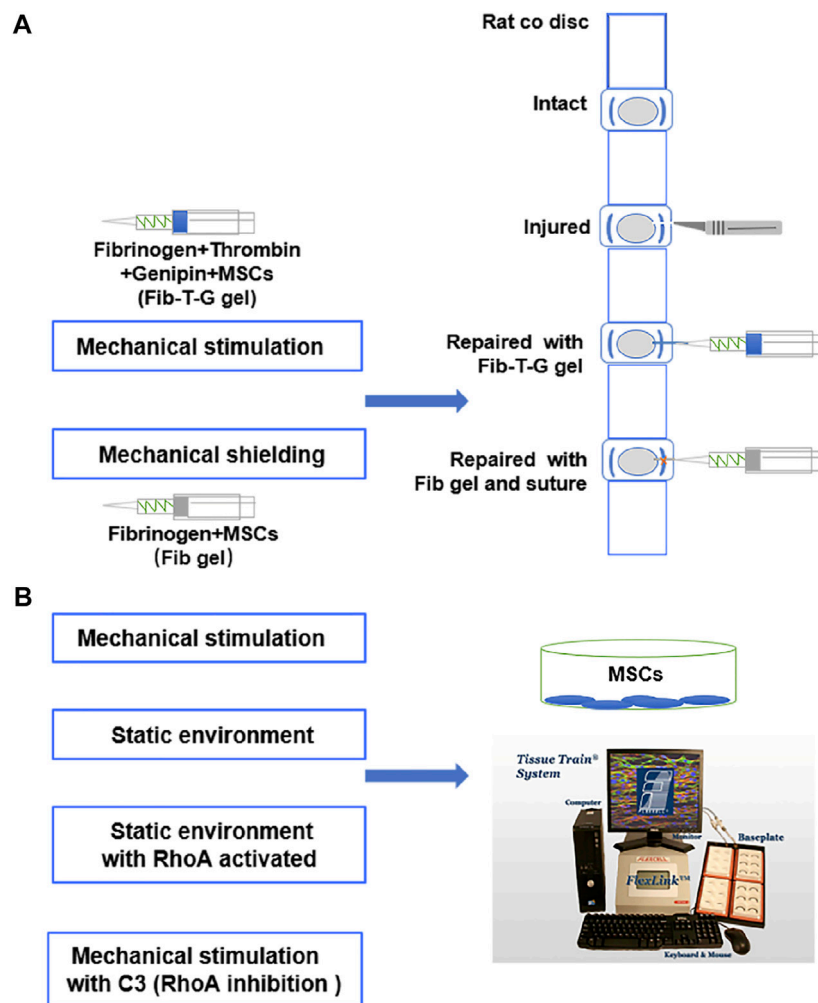 A
Rat co disc
Intact
Injured
Fibrinogen+Thrombin
+Genipin+MSCs
(Fib-T-G gel)
Mechanical stimulation
Repaired with
Fib-T-G gel
Mechanical shielding
Repaired with
Fib gel and suture
Fibrinogen+MSCs
(Fib gel)
B
Mechanical stimulation
Static environment
Static environment
with RhoA activated
Mechanical stimulation
with C3 (RhoA inhibition )
MSCs
Tissue Train®
System
Computer
Monitor
Baseplate
FLEXCELL
FlexLink™
Keyboard & Mouse